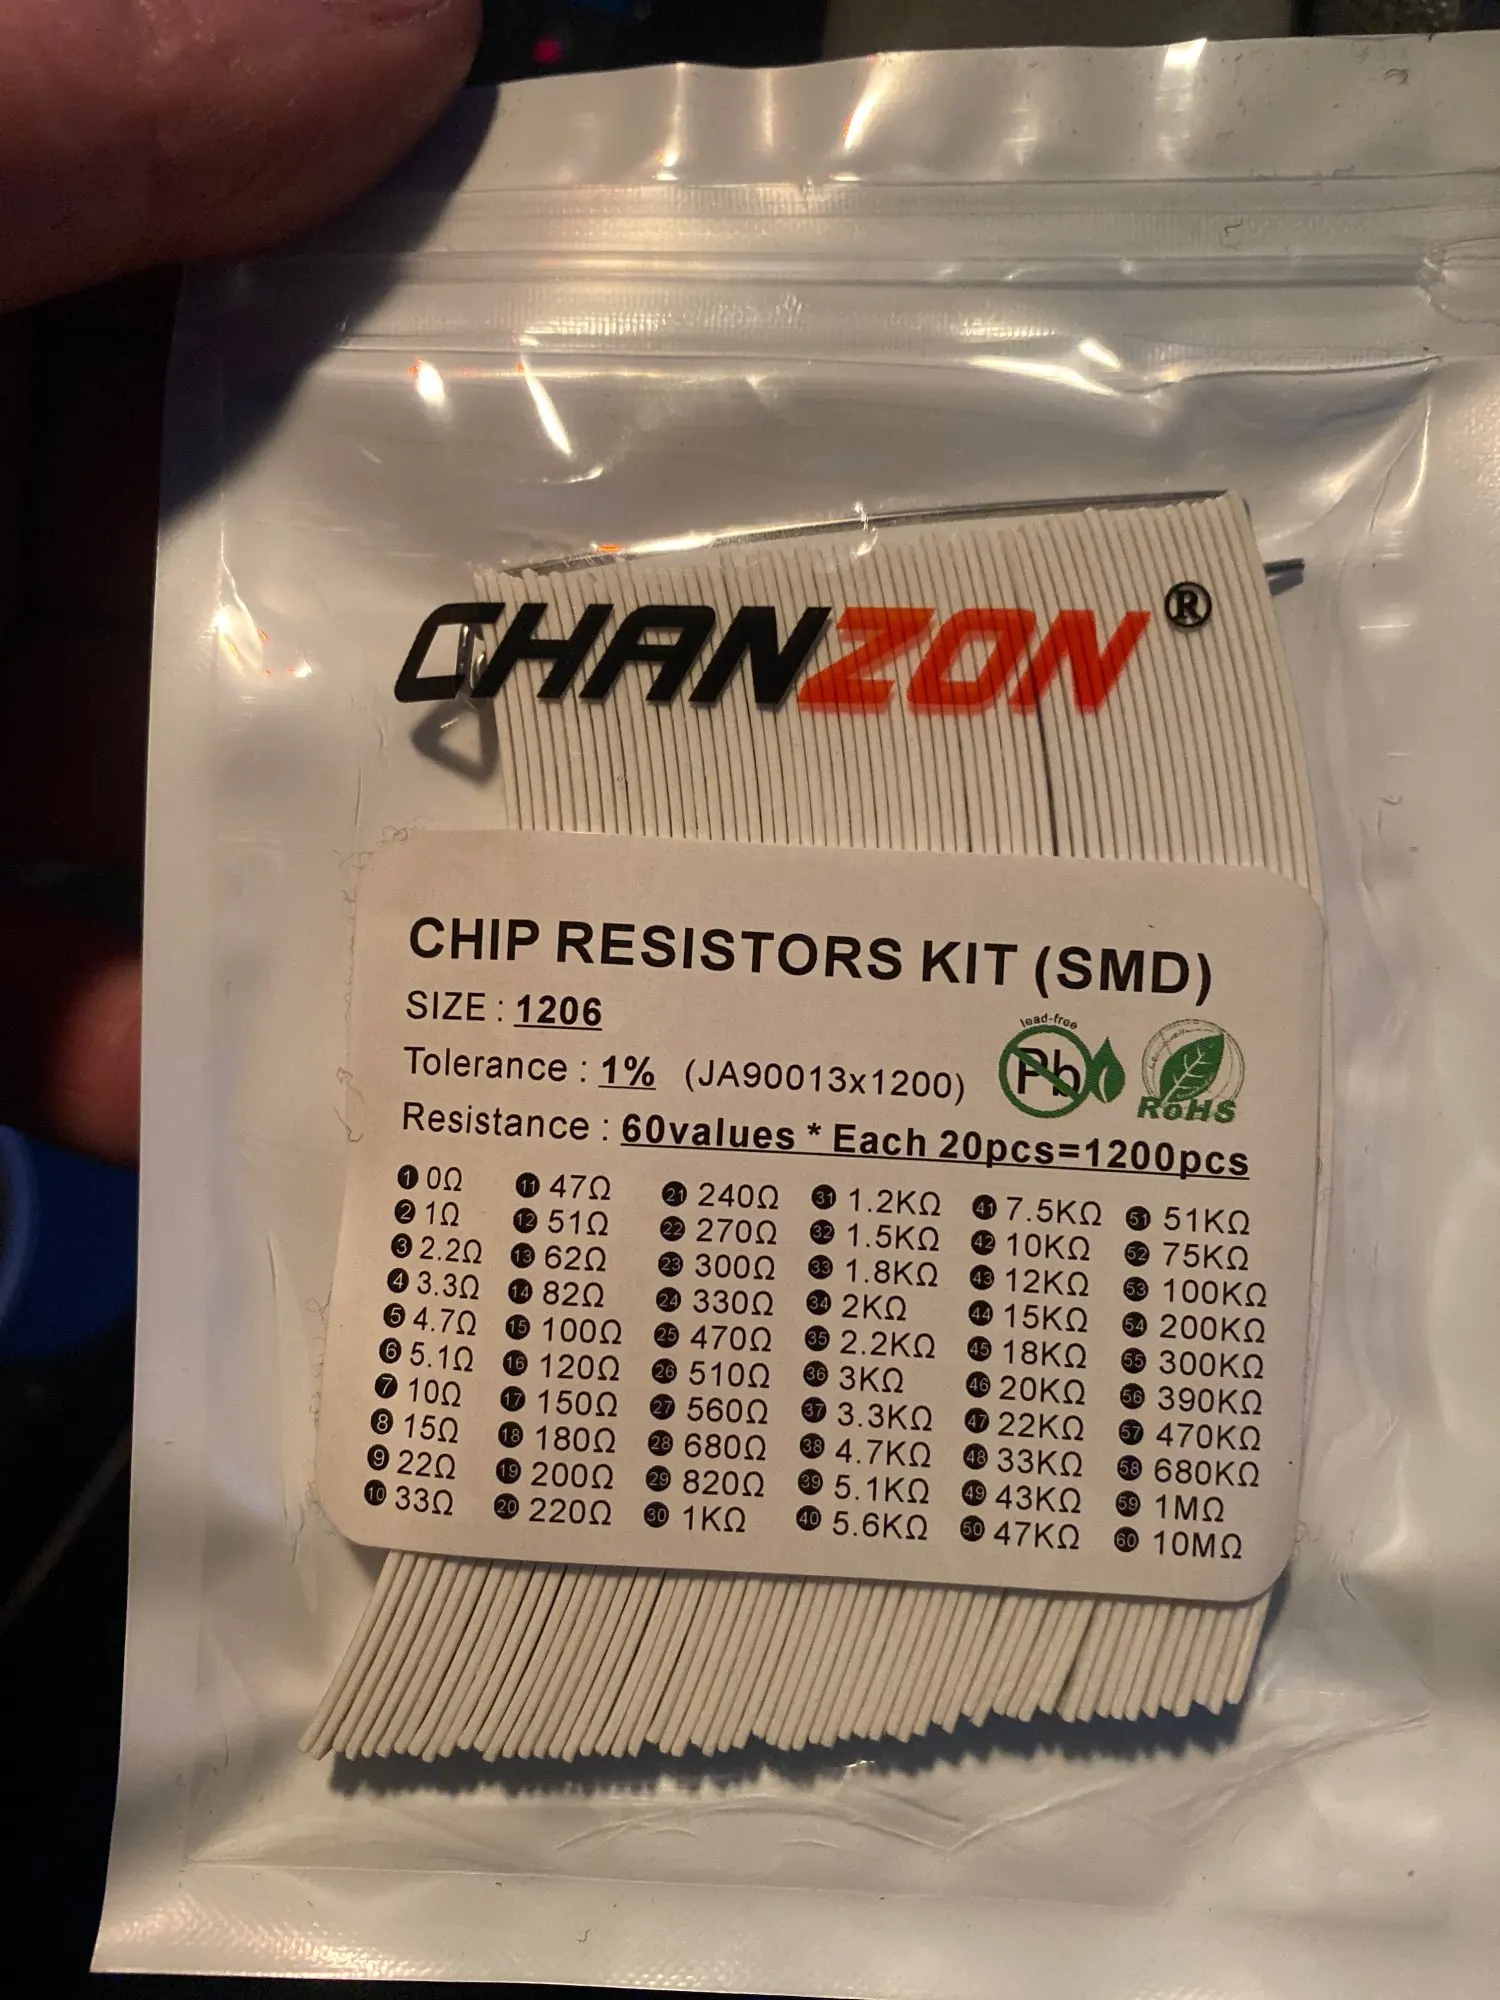 CHANZON®
CHIP RESISTORS KIT (SMD)
SIZE : 1206
Tolerance : 1% (JA90013x1200)
lead-free
Pb
RoHS
Resistance : 60values * Each 20pcs=1200pcs
1 0Ω 11 47Ω 21 240Ω 31 1.2KΩ 41 7.5KΩ 51 51KΩ
2 1Ω 12 51Ω 22 270Ω 32 1.5KΩ 42 10KΩ 52 75KΩ
3 2.2Ω 13 62Ω 23 300Ω 33 1.8KΩ 43 12KΩ 53 100KΩ
4 3.3Ω 14 82Ω 24 330Ω 34 2KΩ 44 15KΩ 54 200KΩ
5 4.7Ω 15 100Ω 25 470Ω 35 2.2KΩ 45 18KΩ 55 300KΩ
6 5.1Ω 16 120Ω 26 510Ω 36 3KΩ 46 20KΩ 56 390KΩ
7 10Ω 17 150Ω 27 560Ω 37 3.3KΩ 47 22KΩ 57 470KΩ
8 15Ω 18 180Ω 28 680Ω 38 4.7KΩ 48 33KΩ 58 680KΩ
9 22Ω 19 200Ω 29 820Ω 39 5.1KΩ 49 43KΩ 59 1MΩ
10 33Ω 20 220Ω 30 1KΩ 40 5.6KΩ 50 47KΩ 60 10MΩ